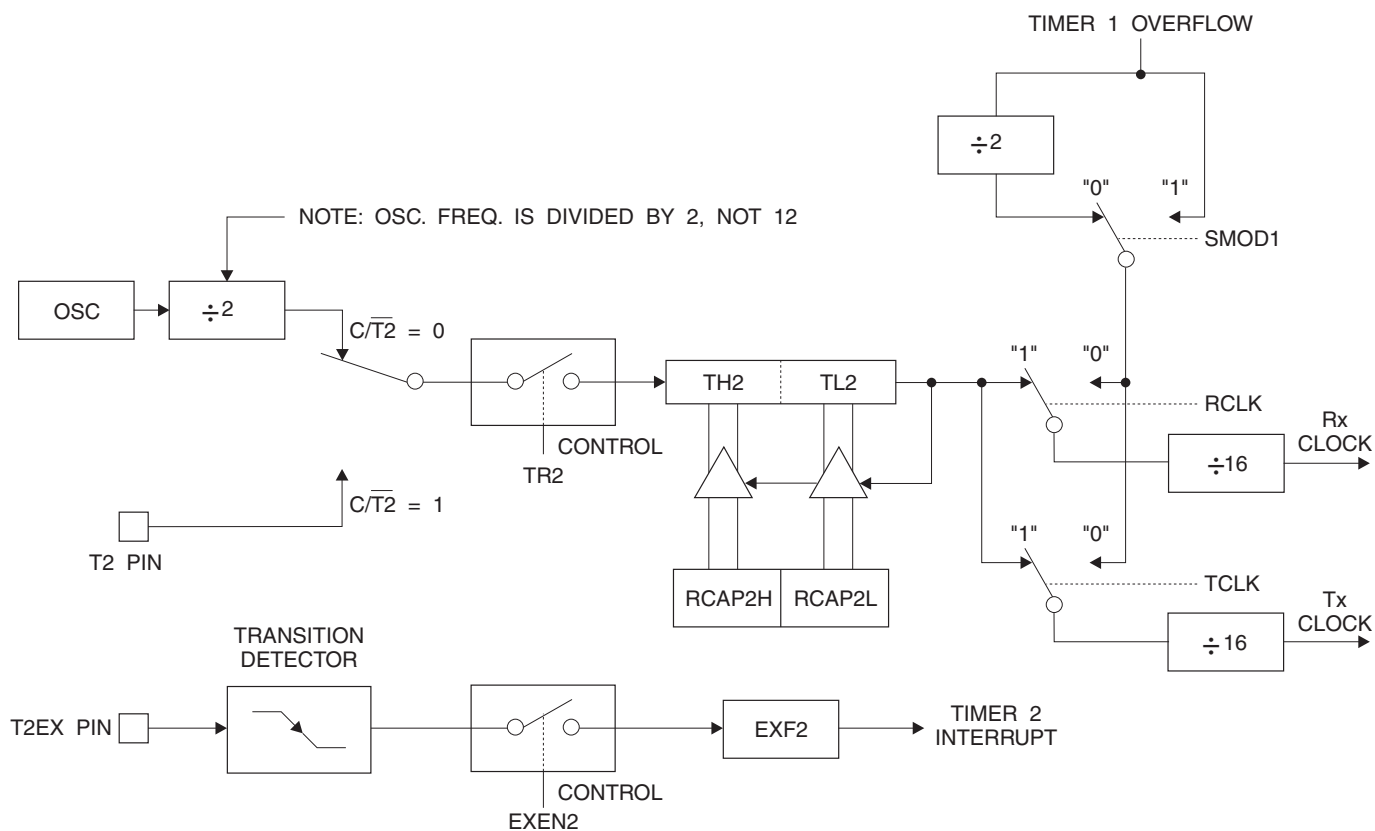 TIMER 1 OVERFLOW
÷2
"0"
"1"
NOTE: OSC. FREQ. IS DIVIDED BY 2, NOT 12
SMOD1
OSC
÷2
C/T2̅ = 0
"1"
"0"
TH2
TL2
RCLK
CONTROL
TR2
Rx
CLOCK
÷16
C/T2̅ = 1
T2 PIN
"1"
"0"
RCAP2H
RCAP2L
TCLK
Tx
CLOCK
÷16
TRANSITION
DETECTOR
T2EX PIN
EXF2
TIMER 2
INTERRUPT
CONTROL
EXEN2